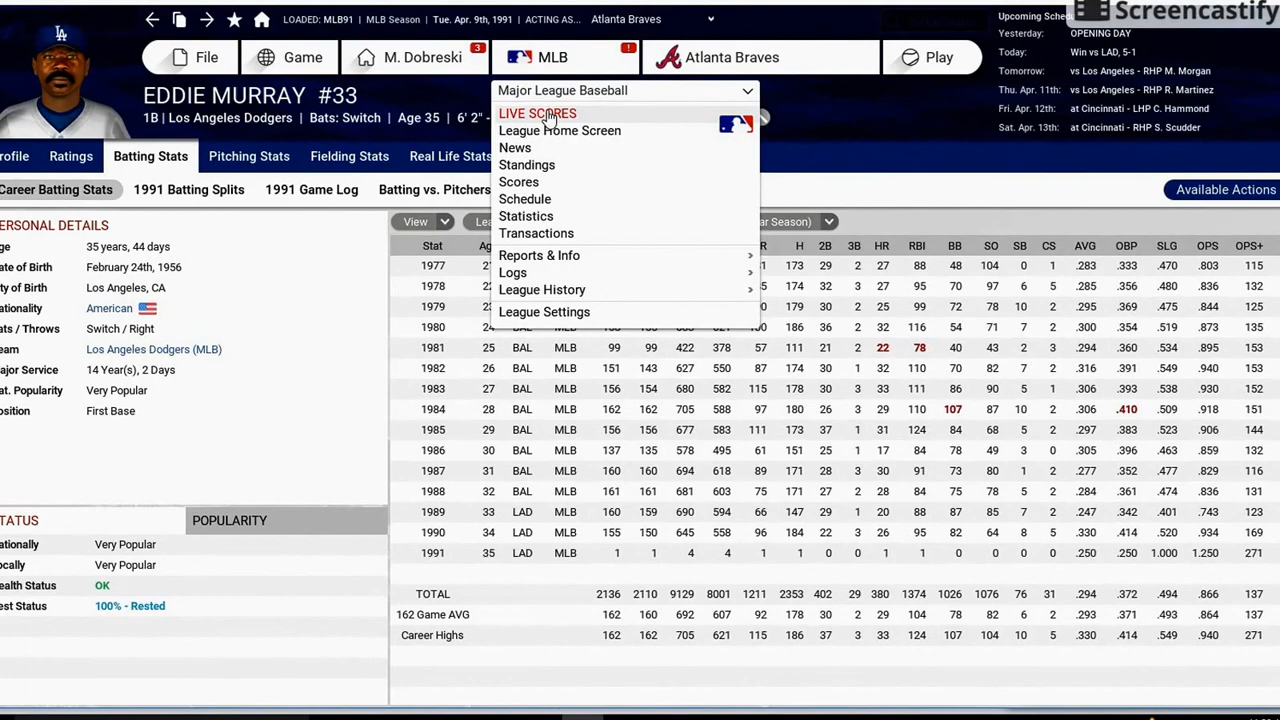 Screencastify
LOADED: MLB91 | MLB Season | Tue. Apr. 9th, 1991 | ACTING AS... Atlanta Braves
Upcoming Sched
Yesterday: OPENING DAY
Today: Win vs LAD, 5-1
Tomorrow: vs Los Angeles - RHP M. Morgan
Thu. Apr. 11th: vs Los Angeles - RHP R. Martinez
Fri. Apr. 12th: at Cincinnati - LHP C. Hammond
Sat. Apr. 13th: at Cincinnati - RHP S. Scudder
File
Game
M. Dobreski 3
MLB !
Atlanta Braves
Play
EDDIE MURRAY #33
1B | Los Angeles Dodgers | Bats: Switch | Age 35 | 6' 2"
Major League Baseball
LIVE SCORES
League Home Screen
News
Standings
Scores
Schedule
Statistics
Transactions
Reports & Info
Logs
League History
League Settings
rofile Ratings Batting Stats Pitching Stats Fielding Stats Real Life Stats
Career Batting Stats 1991 Batting Splits 1991 Game Log Batting vs. Pitchers Available Actions
ERSONAL DETAILS
ge 35 years, 44 days
ate of Birth February 24th, 1956
ity of Birth Los Angeles, CA
ationality American
ats / Throws Switch / Right
eam Los Angeles Dodgers (MLB)
ajor Service 14 Year(s), 2 Days
at. Popularity Very Popular
osition First Base
TATUS POPULARITY
ationally Very Popular
ocally Very Popular
ealth Status OK
est Status 100% - Rested
View Lea ar Season)
Stat Ag R H 2B 3B HR RBI BB SO SB CS AVG OBP SLG OPS OPS+
1977 173 29 2 27 88 48 104 0 1 .283 .333 .470 .803 115
1978 174 32 3 27 95 70 97 6 5 .285 .356 .480 .836 132
1979 179 30 2 25 99 72 78 10 2 .295 .369 .475 .844 125
1980 24 BAL MLB 186 36 2 32 116 54 71 7 2 .300 .354 .519 .873 135
1981 25 BAL MLB 99 99 422 378 57 111 21 2 22 78 40 43 2 3 .294 .360 .534 .895 153
1982 26 BAL MLB 151 143 627 550 87 174 30 1 32 110 70 82 7 2 .316 .391 .549 .940 153
1983 27 BAL MLB 156 154 680 582 115 178 30 3 33 111 86 90 5 1 .306 .393 .538 .930 152
1984 28 BAL MLB 162 162 705 588 97 180 26 3 29 110 107 87 10 2 .306 .410 .509 .918 151
1985 29 BAL MLB 156 156 677 583 111 173 37 1 31 124 84 68 5 2 .297 .383 .523 .906 144
1986 30 BAL MLB 137 135 578 495 61 151 25 1 17 84 78 49 3 0 .305 .396 .463 .859 132
1987 31 BAL MLB 160 160 694 618 89 171 28 3 30 91 73 80 1 2 .277 .352 .477 .829 116
1988 32 BAL MLB 161 161 681 603 75 171 27 2 28 84 75 78 5 2 .284 .361 .474 .836 131
1989 33 LAD MLB 160 159 690 594 66 147 29 1 20 88 87 85 7 2 .247 .342 .401 .743 123
1990 34 LAD MLB 155 150 645 558 96 184 22 3 26 95 82 64 8 5 .330 .414 .520 .934 169
1991 35 LAD MLB 1 1 4 4 1 1 0 0 1 1 0 0 0 0 .250 .250 1.000 1.250 271
TOTAL 2136 2110 9129 8001 1211 2353 402 29 380 1374 1026 1076 76 31 .294 .372 .494 .866 137
162 Game AVG 162 160 692 607 92 178 30 2 29 104 78 82 6 2 .293 .371 .493 .864 137
Career Highs 162 162 705 621 115 186 37 3 33 124 107 104 10 5 .330 .414 .549 .940 271